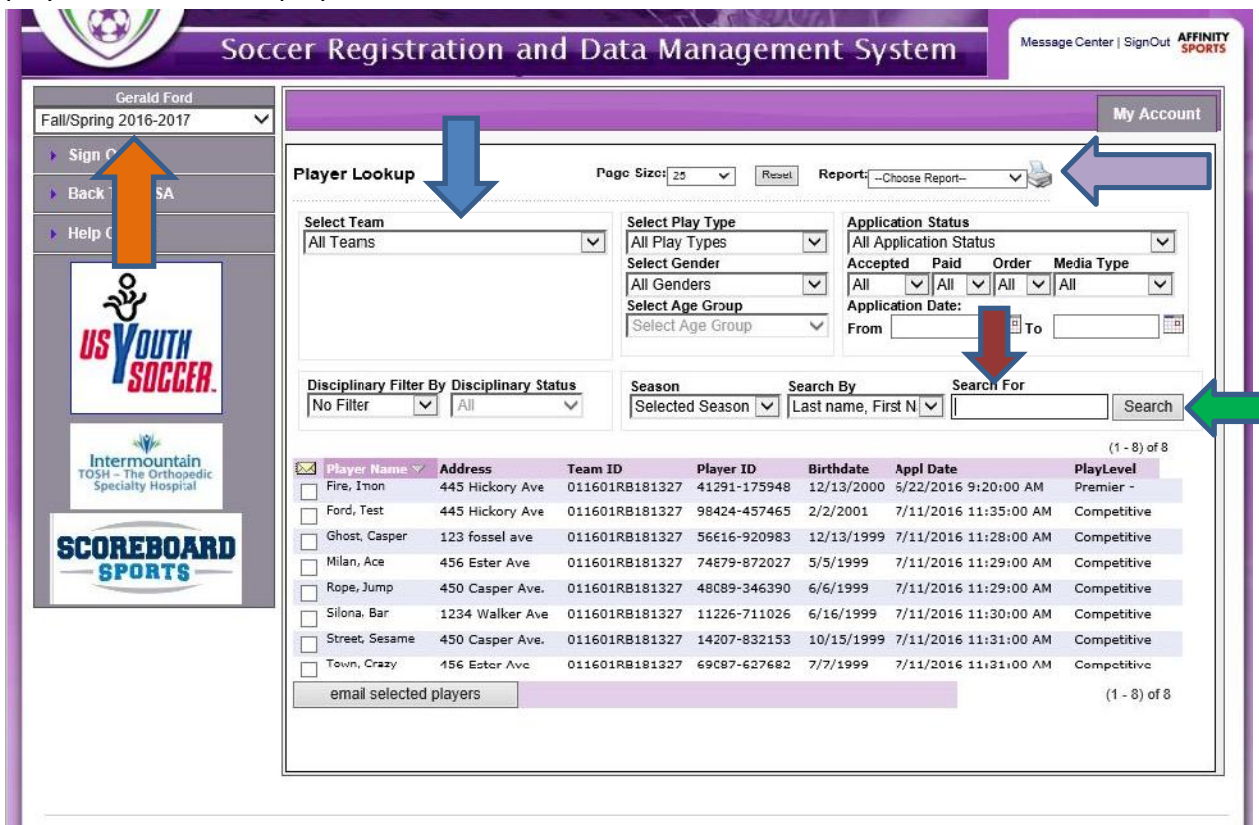 Soccer Registration and Data Management System
Message Center | SignOut AFFINITY SPORTS
Gerald Ford
Fall/Spring 2016-2017
My Account
Sign
Back SA
Help
US YOUTH SOCCER.
Intermountain
TOSH – The Orthopedic
Specialty Hospital
SCOREBOARD
SPORTS
Player Lookup Page Size: 25 Reset Report: --Choose Report--
Select Team Select Play Type Application Status
All Teams All Play Types All Application Status
Select Gender Accepted Paid Order Media Type
All Genders All All All All
Select Age Group Application Date:
Select Age Group From To
Disciplinary Filter By Disciplinary Status Season Search By Search For
No Filter All Selected Season Last name, First N Search
(1 - 8) of 8
Player Name Address Team ID Player ID Birthdate Appl Date PlayLevel
Fire, Imon 445 Hickory Ave 011601RB181327 41291-175948 12/13/2000 6/22/2016 9:20:00 AM Premier -
Ford, Test 445 Hickory Ave 011601RB181327 98424-457465 2/2/2001 7/11/2016 11:35:00 AM Competitive
Ghost, Casper 123 fossel ave 011601RB181327 56616-920983 12/13/1999 7/11/2016 11:28:00 AM Competitive
Milan, Ace 456 Ester Ave 011601RB181327 74879-872027 5/5/1999 7/11/2016 11:29:00 AM Competitive
Rope, Jump 450 Casper Ave. 011601RB181327 48089-346390 6/6/1999 7/11/2016 11:29:00 AM Competitive
Silona, Bar 1234 Walker Ave 011601RB181327 11226-711026 6/16/1999 7/11/2016 11:30:00 AM Competitive
Street, Sesame 450 Casper Ave. 011601RB181327 14207-832153 10/15/1999 7/11/2016 11:31:00 AM Competitive
Town, Crazy 456 Ester Ave 011601RB181327 69087-627682 7/7/1999 7/11/2016 11:31:00 AM Competitive
email selected players (1 - 8) of 8